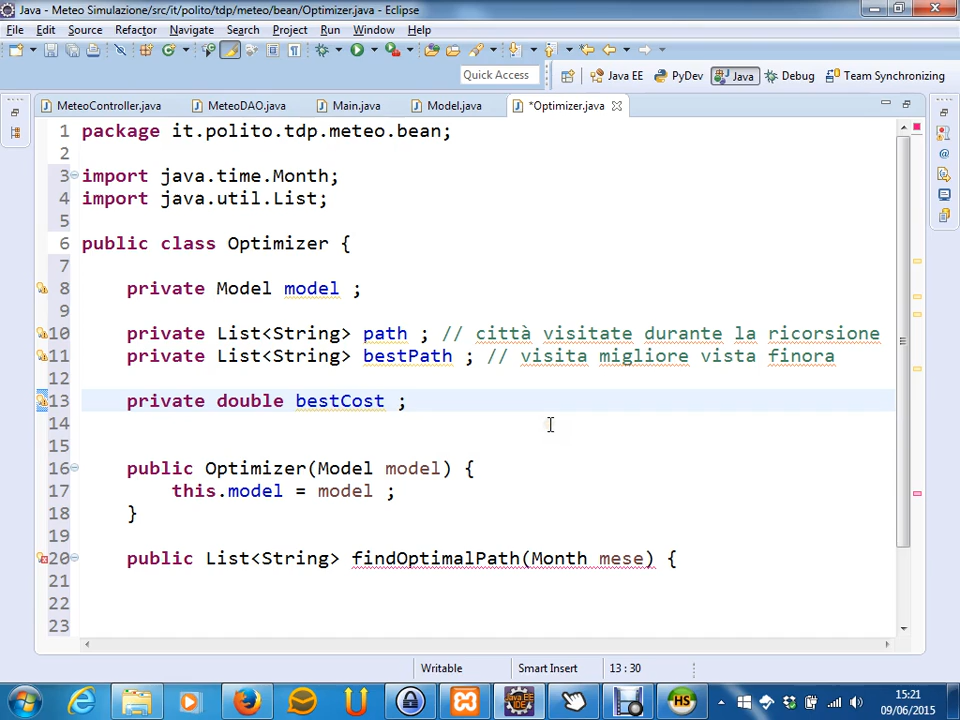 Java - Meteo Simulazione/src/it/polito/tdp/meteo/bean/Optimizer.java - Eclipse
File Edit Source Refactor Navigate Search Project Run Window Help
Quick Access Java EE PyDev Java Debug Team Synchronizing
MeteoController.java MeteoDAO.java Main.java Model.java *Optimizer.java
1 package it.polito.tdp.meteo.bean;
2
3 import java.time.Month;
4 import java.util.List;
5
6 public class Optimizer {
7
8 private Model model ;
9
10 private List<String> path ; // città visitate durante la ricorsione
11 private List<String> bestPath ; // visita migliore vista finora
12
13 private double bestCost ;
14
15
16 public Optimizer(Model model) {
17 this.model = model ;
18 }
19
20 public List<String> findOptimalPath(Month mese) {
21
22
23
Writable Smart Insert 13 : 30
15:21
09/06/2015